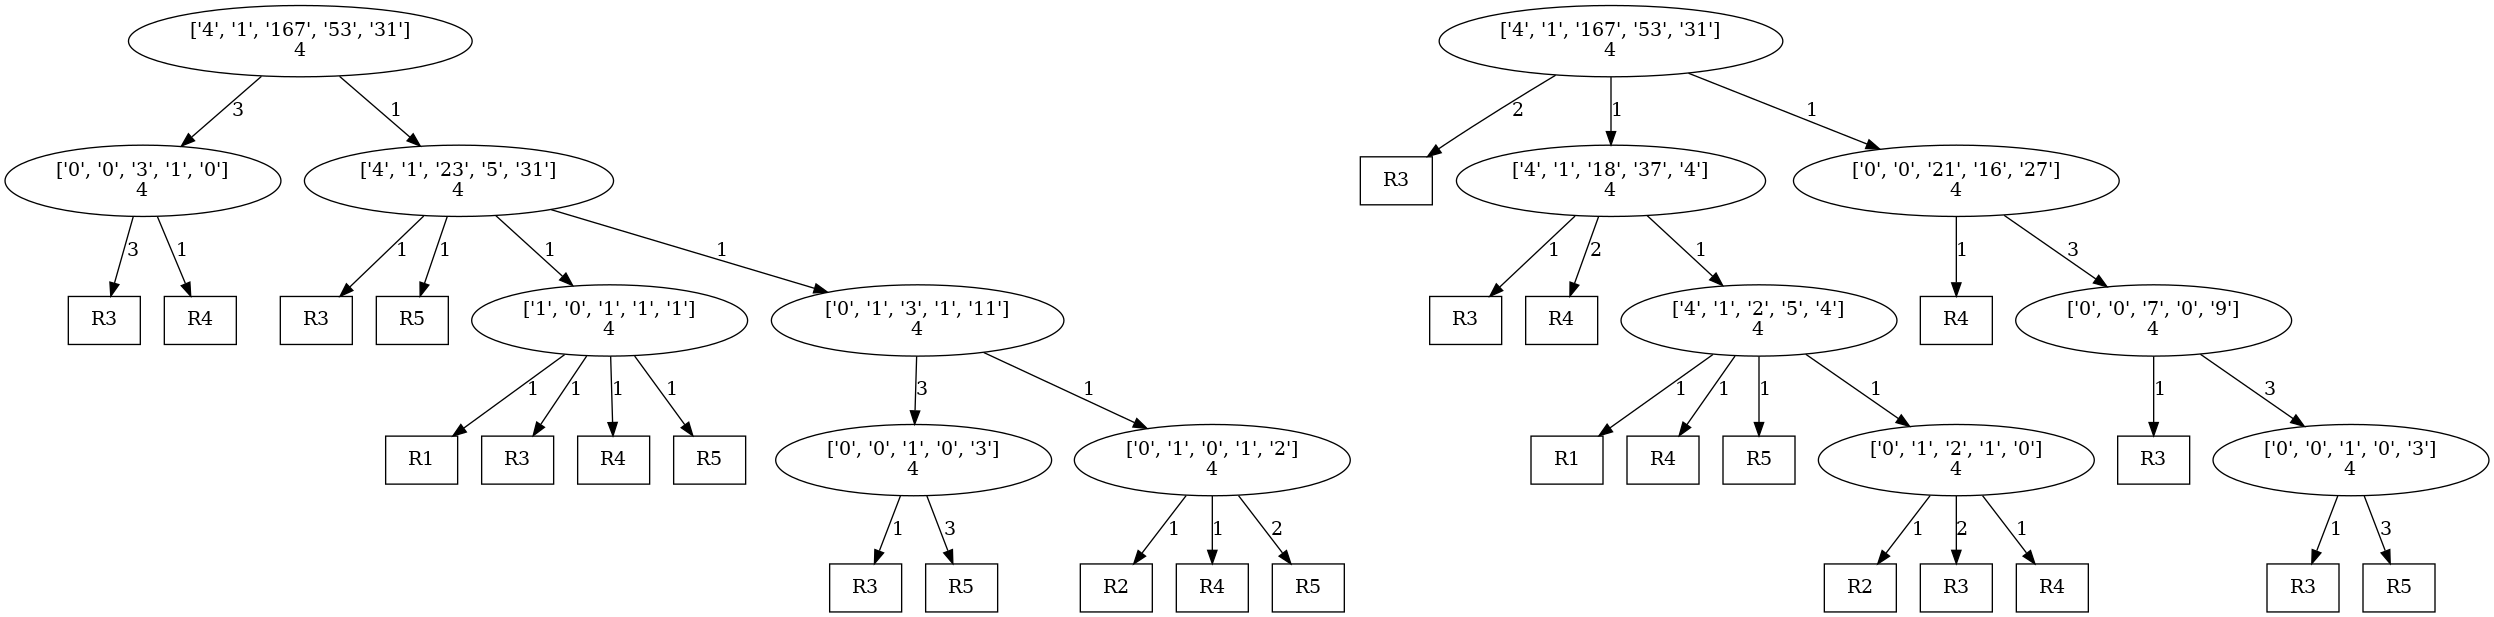 ['4', '1', '167', '53', '31']
4
['4', '1', '167', '53', '31']
4
3
1
2
1
1
['0', '0', '3', '1', '0']
4
['4', '1', '23', '5', '31']
4
R3
['4', '1', '18', '37', '4']
4
['0', '0', '21', '16', '27']
4
3
1
1
1
1
1
1
2
1
1
3
R3
R4
R3
R5
['1', '0', '1', '1', '1']
4
['0', '1', '3', '1', '11']
4
R3
R4
['4', '1', '2', '5', '4']
4
R4
['0', '0', '7', '0', '9']
4
1
1
1
1
3
1
1
1
1
1
1
3
R1
R3
R4
R5
['0', '0', '1', '0', '3']
4
['0', '1', '0', '1', '2']
4
R1
R4
R5
['0', '1', '2', '1', '0']
4
R3
['0', '0', '1', '0', '3']
4
1
3
1
1
2
1
2
1
1
3
R3
R5
R2
R4
R5
R2
R3
R4
R3
R5